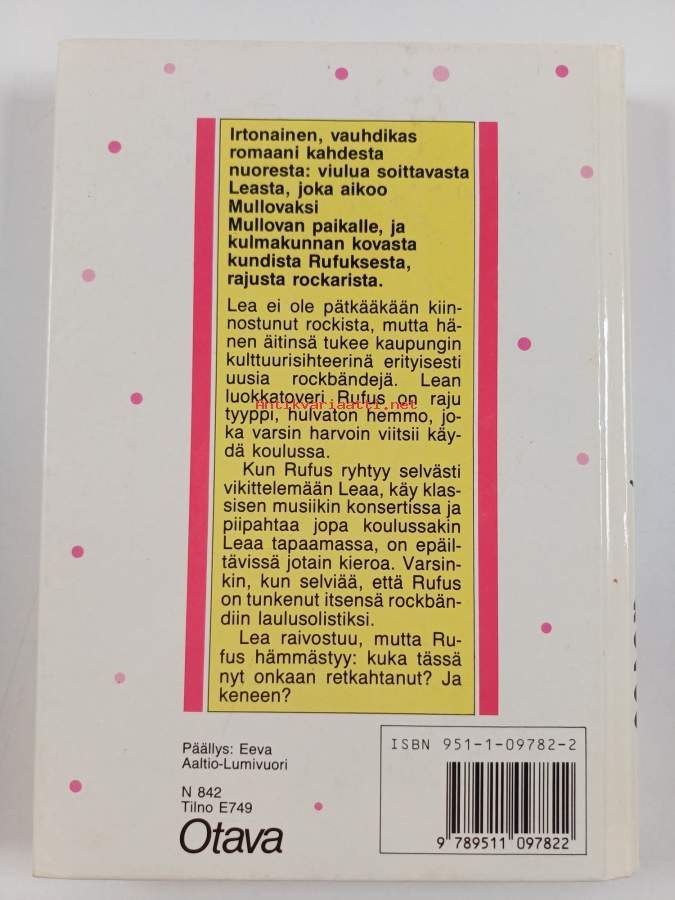 Irtonainen, vauhdikas
romaani kahdesta
nuoresta: viulua soittavasta
Leasta, joka aikoo
Mullovaksi
Mullovan paikalle, ja
kulmakunnan kovasta
kundista Rufuksesta,
rajusta rockarista.
Lea ei ole pätkääkään kiin-
nostunut rockista, mutta hä-
nen äitinsä tukee kaupungin
kulttuurisihteerinä erityisesti
uusia rockbändejä. Lean
luokkatoveri Rufus on raju
Antikvariaatti.net
tyyppi, hulvaton hemmo, jo-
ka varsin harvoin viitsii käy-
dä koulussa.
Kun Rufus ryhtyy selvästi
vikittelemään Leaa, käy klas-
sisen musiikin konsertissa ja
piipahtaa jopa koulussakin
Leaa tapaamassa, on epäil-
tävissä jotain kieroa. Varsin-
kin, kun selviää, että Rufus
on tunkenut itsensä rockbän-
diin laulusolistiksi.
Lea raivostuu, mutta Ru-
fus hämmästyy: kuka tässä
nyt onkaan retkahtanut? Ja
keneen?
Päällys: Eeva
Aaltio-Lumivuori
N 842
Tilno E749
Otava
ISBN 951-1-09782-2
9 789511 097822